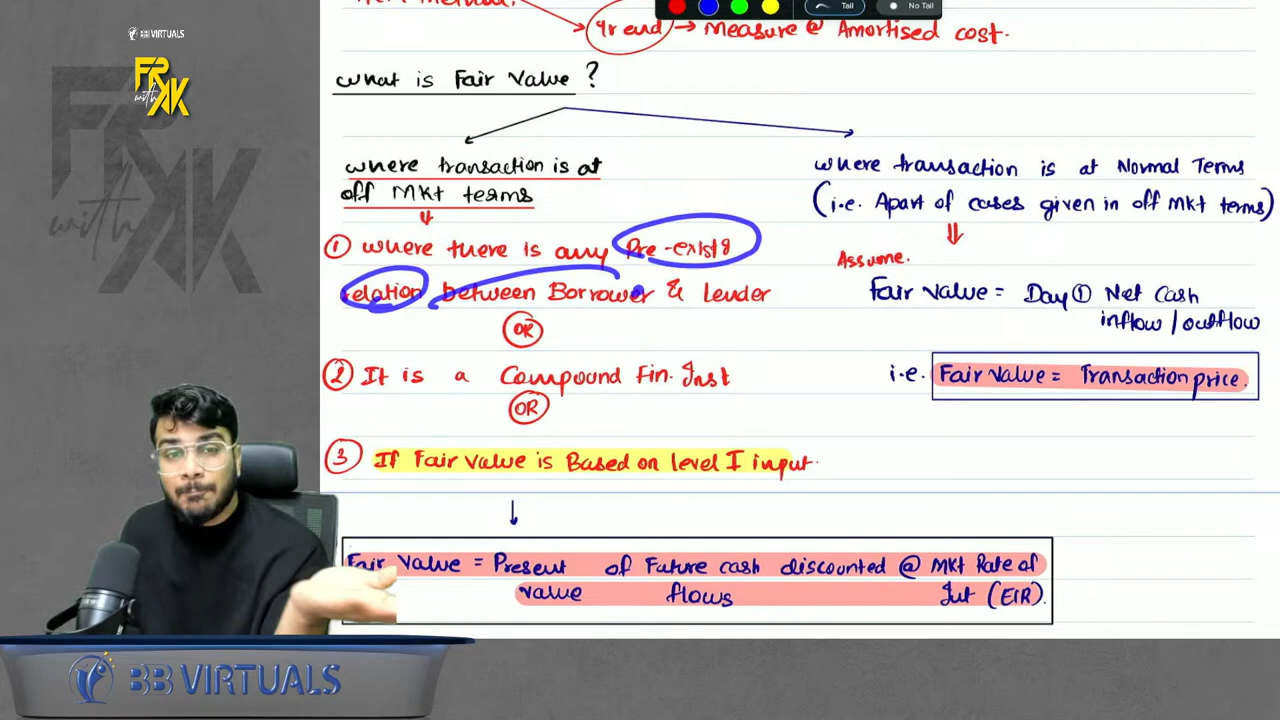 BB VIRTUALS
FR with KK
Tail
No Tail
Yr end → Measure @ Amortised cost.
What is Fair Value ?
where transaction is at
off Mkt terms
where transaction is at Normal Terms
(i.e. Apart of cases given in off mkt terms)
① where there is any Pre-existg
relation between Borrower & Lender
OR
② It is a Compound Fin. Inst
OR
③ If Fair value is Based on level I input.
Assume.
Fair value = Day ① Net Cash
inflow / outflow
i.e. Fair value = Transaction price.
Fair Value = Present of Future cash discounted @ Mkt Rate of
value flows Int (EIR).
BB VIRTUALS